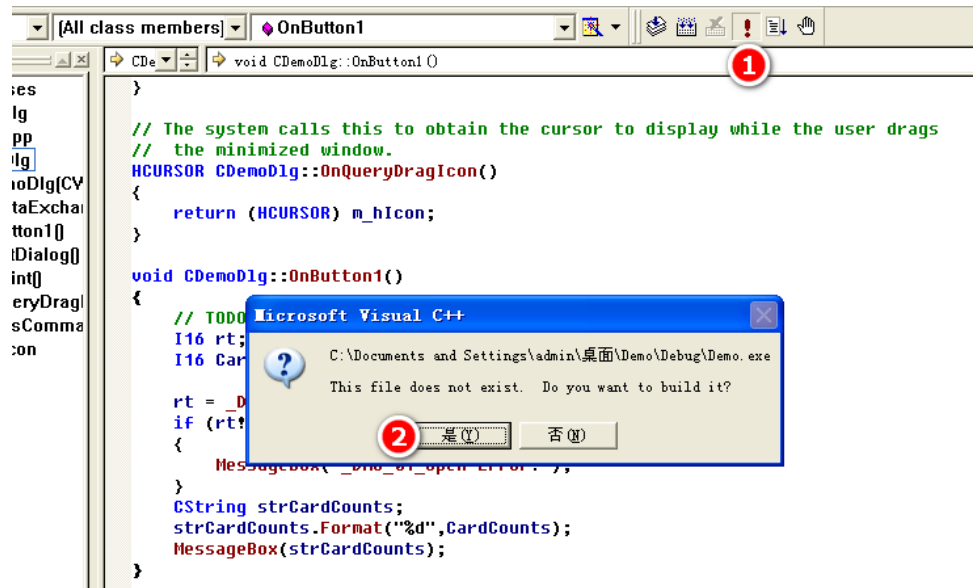 (All class members)
OnButton1
1
CDe
void CDemoDlg::OnButton1()
ses
lg
pp
Dlg
moDlg(CW
taExchai
tton1()
tDialog()
int()
eryDragI
sComma
con
}
// The system calls this to obtain the cursor to display while the user drags
//  the minimized window.
HCURSOR CDemoDlg::OnQueryDragIcon()
{
return (HCURSOR) m_hIcon;
}
void CDemoDlg::OnButton1()
{
// TODO
I16 rt;
I16 Car
rt = _D
if (rt!
{
}
CString strCardCounts;
strCardCounts.Format("%d",CardCounts);
MessageBox(strCardCounts);
}
Microsoft Visual C++
C:\Documents and Settings\admin\桌面\Demo\Debug\Demo.exe
This file does not exist.  Do you want to build it?
2
是(Y)
否(N)